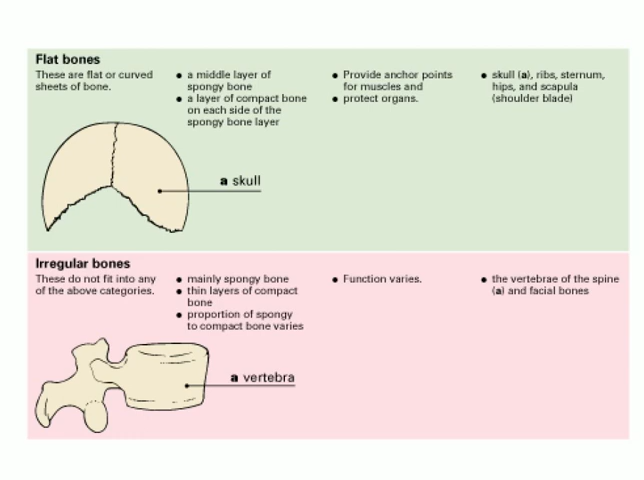 Flat bones
These are flat or curved
sheets of bone.
● a middle layer of
spongy bone
● a layer of compact bone
on each side of the
spongy bone layer
● Provide anchor points
for muscles and
● protect organs.
● skull (a), ribs, sternum,
hips, and scapula
(shoulder blade)
a skull
Irregular bones
These do not fit into any
of the above categories.
● mainly spongy bone
● thin layers of compact
bone
● proportion of spongy
to compact bone varies
● Function varies.
● the vertebrae of the spine
(a) and facial bones
a vertebra